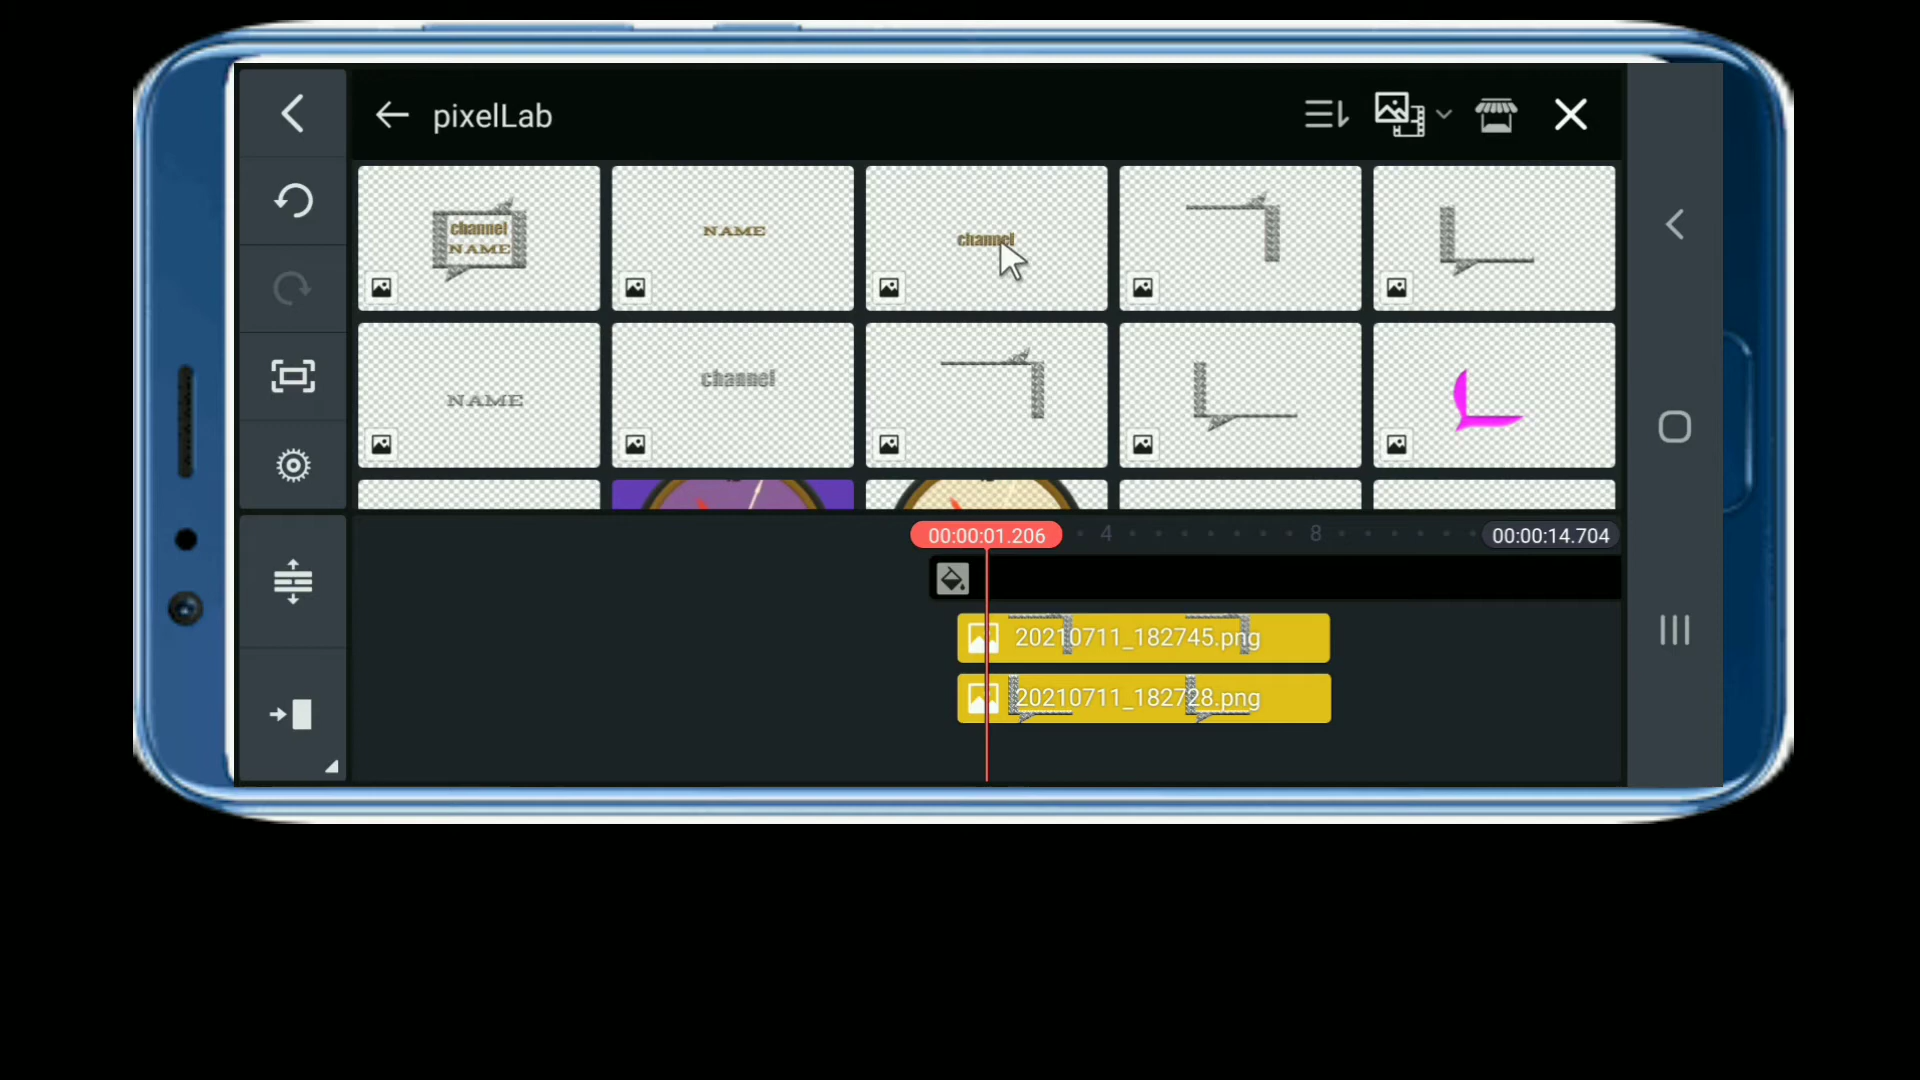 pixelLab
channel
NAME
NAME
channel
NAME
channel
00:00:01.206
4
8
00:00:14.704
20210711_182745.png
20210711_182728.png